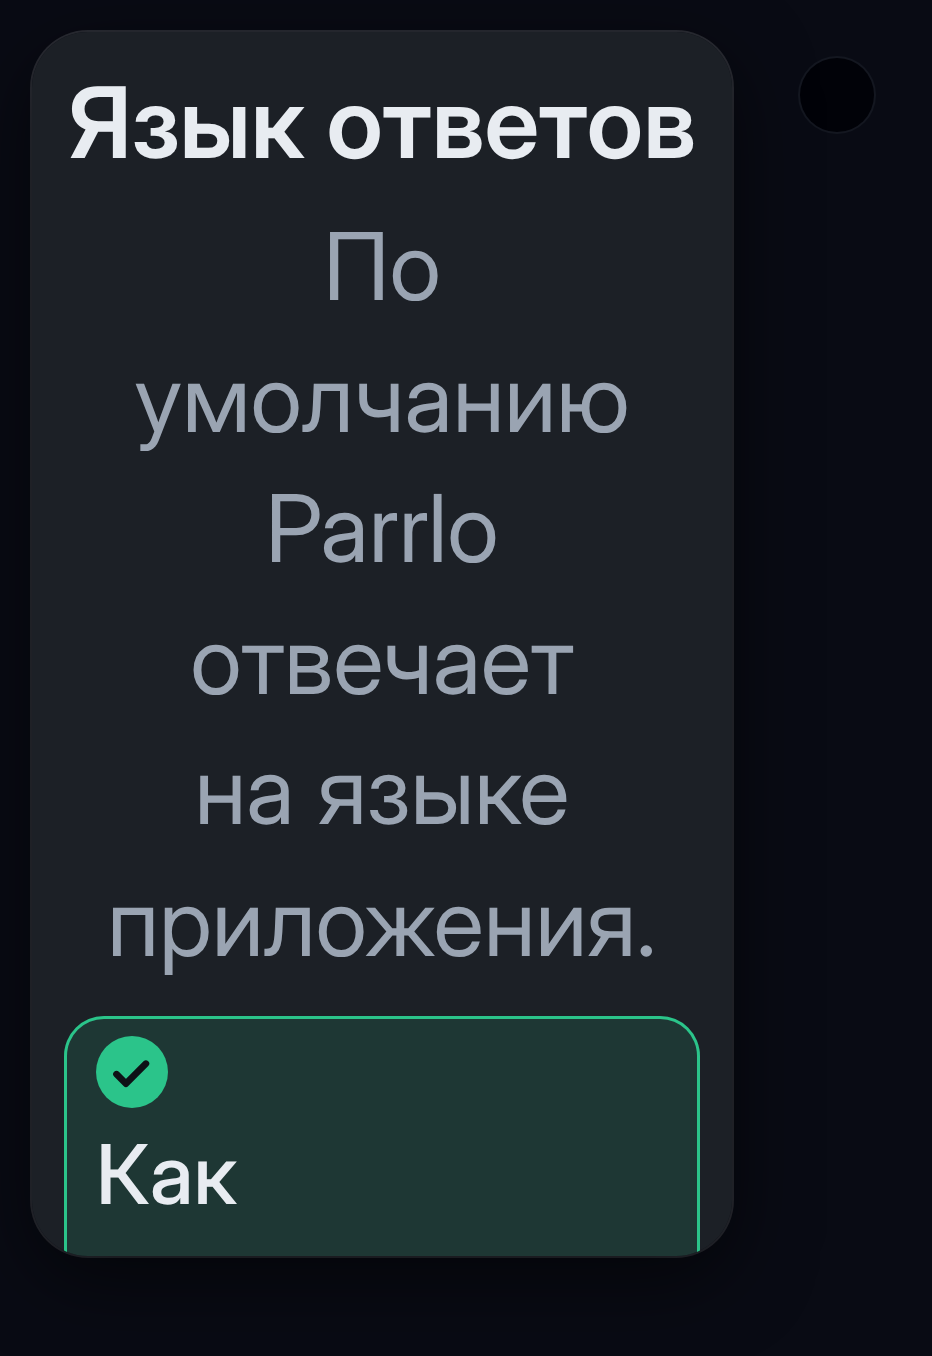 Язык ответов
По
умолчанию
Parrlo
отвечает
на языке
приложения.
Как